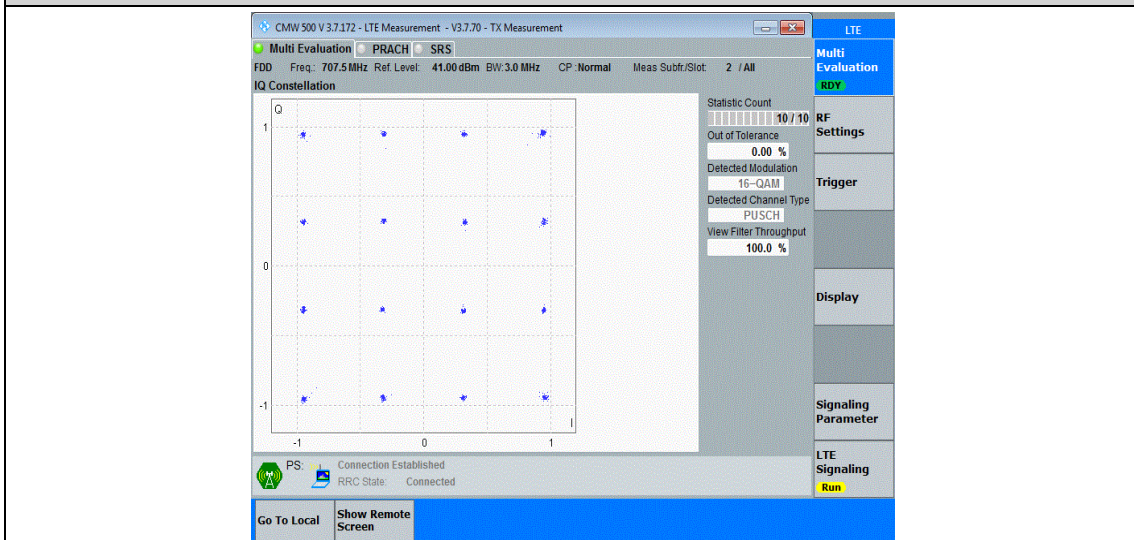 CMW 500 V 3.7.172 - LTE Measurement - V3.7.70 - TX Measurement
LTE
Multi Evaluation PRACH SRS
Multi
Evaluation
RDY
FDD Freq.: 707.5 MHz Ref. Level: 41.00 dBm BW: 3.0 MHz CP : Normal Meas Subfr./Slot: 2 / All
IQ Constellation
Q
1
0
-1
-1 0 1
I
Statistic Count
10 / 10
Out of Tolerance
0.00 %
Detected Modulation
16-QAM
Detected Channel Type
PUSCH
View Filter Throughput
100.0 %
RF
Settings
Trigger
Display
Signaling
Parameter
LTE
Signaling
Run
PS: Connection Established
RRC State: Connected
Go To Local
Show Remote
Screen